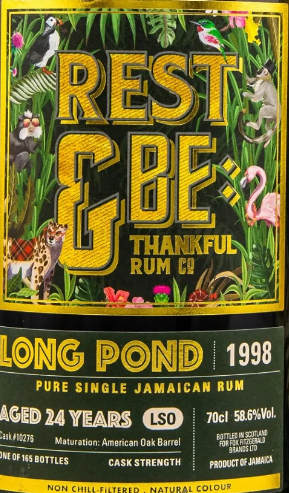 REST
& BE
THANKFUL
RUM Co
LONG POND 1998
PURE SINGLE JAMAICAN RUM
AGED 24 YEARS LSO 70cl 58.6%Vol.
Cask #10276 Maturation: American Oak Barrel
ONE OF 165 BOTTLES CASK STRENGTH
BOTTLED IN SCOTLAND
FOR FOX FITZGERALD
BRANDS LTD
PRODUCT OF JAMAICA
NON CHILL-FILTERED . NATURAL COLOUR